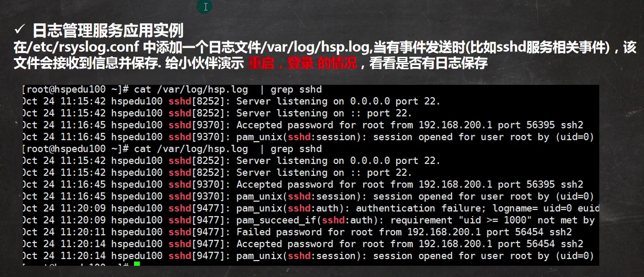 ✓ 日志管理服务应用实例
在/etc/rsyslog.conf 中添加一个日志文件/var/log/hsp.log,当有事件发送时(比如sshd服务相关事件)，该
文件会接收到信息并保存. 给小伙伴演示 重启，登录 的情况，看看是否有日志保存
[root@hspedu100 ~]# cat /var/log/hsp.log | grep sshd
Oct 24 11:15:42 hspedu100 sshd[8252]: Server listening on 0.0.0.0 port 22.
Oct 24 11:15:42 hspedu100 sshd[8252]: Server listening on :: port 22.
Oct 24 11:16:45 hspedu100 sshd[9370]: Accepted password for root from 192.168.200.1 port 56395 ssh2
Oct 24 11:16:45 hspedu100 sshd[9370]: pam_unix(sshd:session): session opened for user root by (uid=0)
[root@hspedu100 ~]# cat /var/log/hsp.log | grep sshd
Oct 24 11:15:42 hspedu100 sshd[8252]: Server listening on 0.0.0.0 port 22.
Oct 24 11:15:42 hspedu100 sshd[8252]: Server listening on :: port 22.
Oct 24 11:16:45 hspedu100 sshd[9370]: Accepted password for root from 192.168.200.1 port 56395 ssh2
Oct 24 11:16:45 hspedu100 sshd[9370]: pam_unix(sshd:session): session opened for user root by (uid=0)
Oct 24 11:20:09 hspedu100 sshd[9477]: pam_unix(sshd:auth): authentication failure; logname= uid=0 euid
Oct 24 11:20:09 hspedu100 sshd[9477]: pam_succeed_if(sshd:auth): requirement "uid >= 1000" not met by
Oct 24 11:20:11 hspedu100 sshd[9477]: Failed password for root from 192.168.200.1 port 56454 ssh2
Oct 24 11:20:14 hspedu100 sshd[9477]: Accepted password for root from 192.168.200.1 port 56454 ssh2
Oct 24 11:20:14 hspedu100 sshd[9477]: pam_unix(sshd:session): session opened for user root by (uid=0)